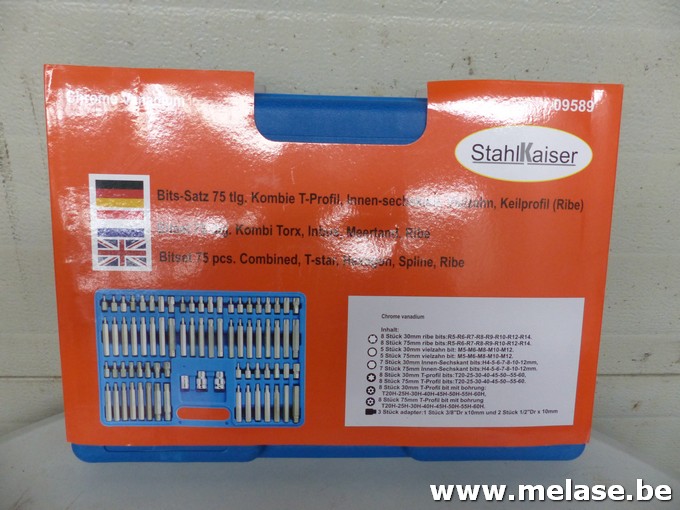 Chrome vanadium
09589
StahlKaiser
Bits-Satz 75 tlg. Kombie T-Profil, Innen-sechskant, Vielzahn, Keilprofil (Ribe)
Kombi Torx, Inbus, Meertand, Ribe
Bitset 75 pcs. Combined, T-star, Hexagon, Spline, Ribe
Chrome vanadium
Inhalt:
8 Stück 30mm ribe bits:R5-R6-R7-R8-R9-R10-R12-R14.
8 Stück 75mm ribe bits:R5-R6-R7-R8-R9-R10-R12-R14.
5 Stück 30mm vielzahn bit: M5-M6-M8-M10-M12.
5 Stück 75mm vielzahn bit: M5-M6-M8-M10-M12.
7 Stück 30mm Innen-Sechskant bits:H4-5-6-7-8-10-12mm,
7 Stück 75mm Innen-Sechskant bits:H4-5-6-7-8-10-12mm.
8 Stück 30mm T-profil bits:T20-25-30-40-45-50--55-60.
8 Stück 75mm T-Profil bits:T20-25-30-40-45-50--55-60.
8 Stück 30mm T-Profil bit mit bohrung
T20H-25H-30H-40H-45H-50H-55H-60H,
8 Stück 75mm T-Profil bit mit bohrung
T20H-25H-30H-40H-45H-50H-55H-60H.
3 Stück adapter:1 Stück 3/8"Dr x10mm und 2 Stück 1/2"Dr x 10mm
www.melase.be